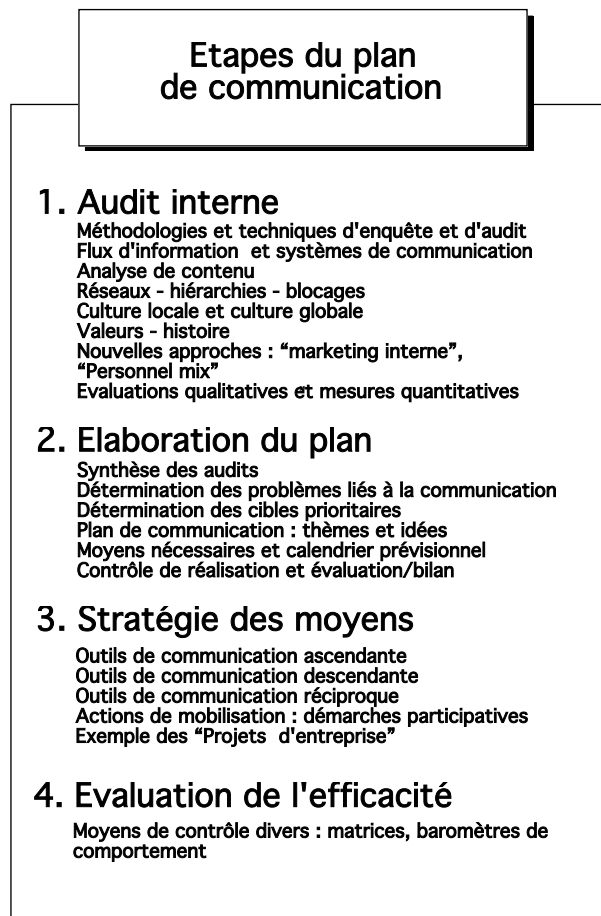 Etapes du plan
de communication
1. Audit interne
Méthodologies et techniques d'enquête et d'audit
Flux d'information et systèmes de communication
Analyse de contenu
Réseaux - hiérarchies - blocages
Culture locale et culture globale
Valeurs - histoire
Nouvelles approches : “marketing interne”,
“Personnel mix”
Evaluations qualitatives et mesures quantitatives
2. Elaboration du plan
Synthèse des audits
Détermination des problèmes liés à la communication
Détermination des cibles prioritaires
Plan de communication : thèmes et idées
Moyens nécessaires et calendrier prévisionnel
Contrôle de réalisation et évaluation/bilan
3. Stratégie des moyens
Outils de communication ascendante
Outils de communication descendante
Outils de communication réciproque
Actions de mobilisation : démarches participatives
Exemple des “Projets d'entreprise”
4. Evaluation de l'efficacité
Moyens de contrôle divers : matrices, baromètres de
comportement